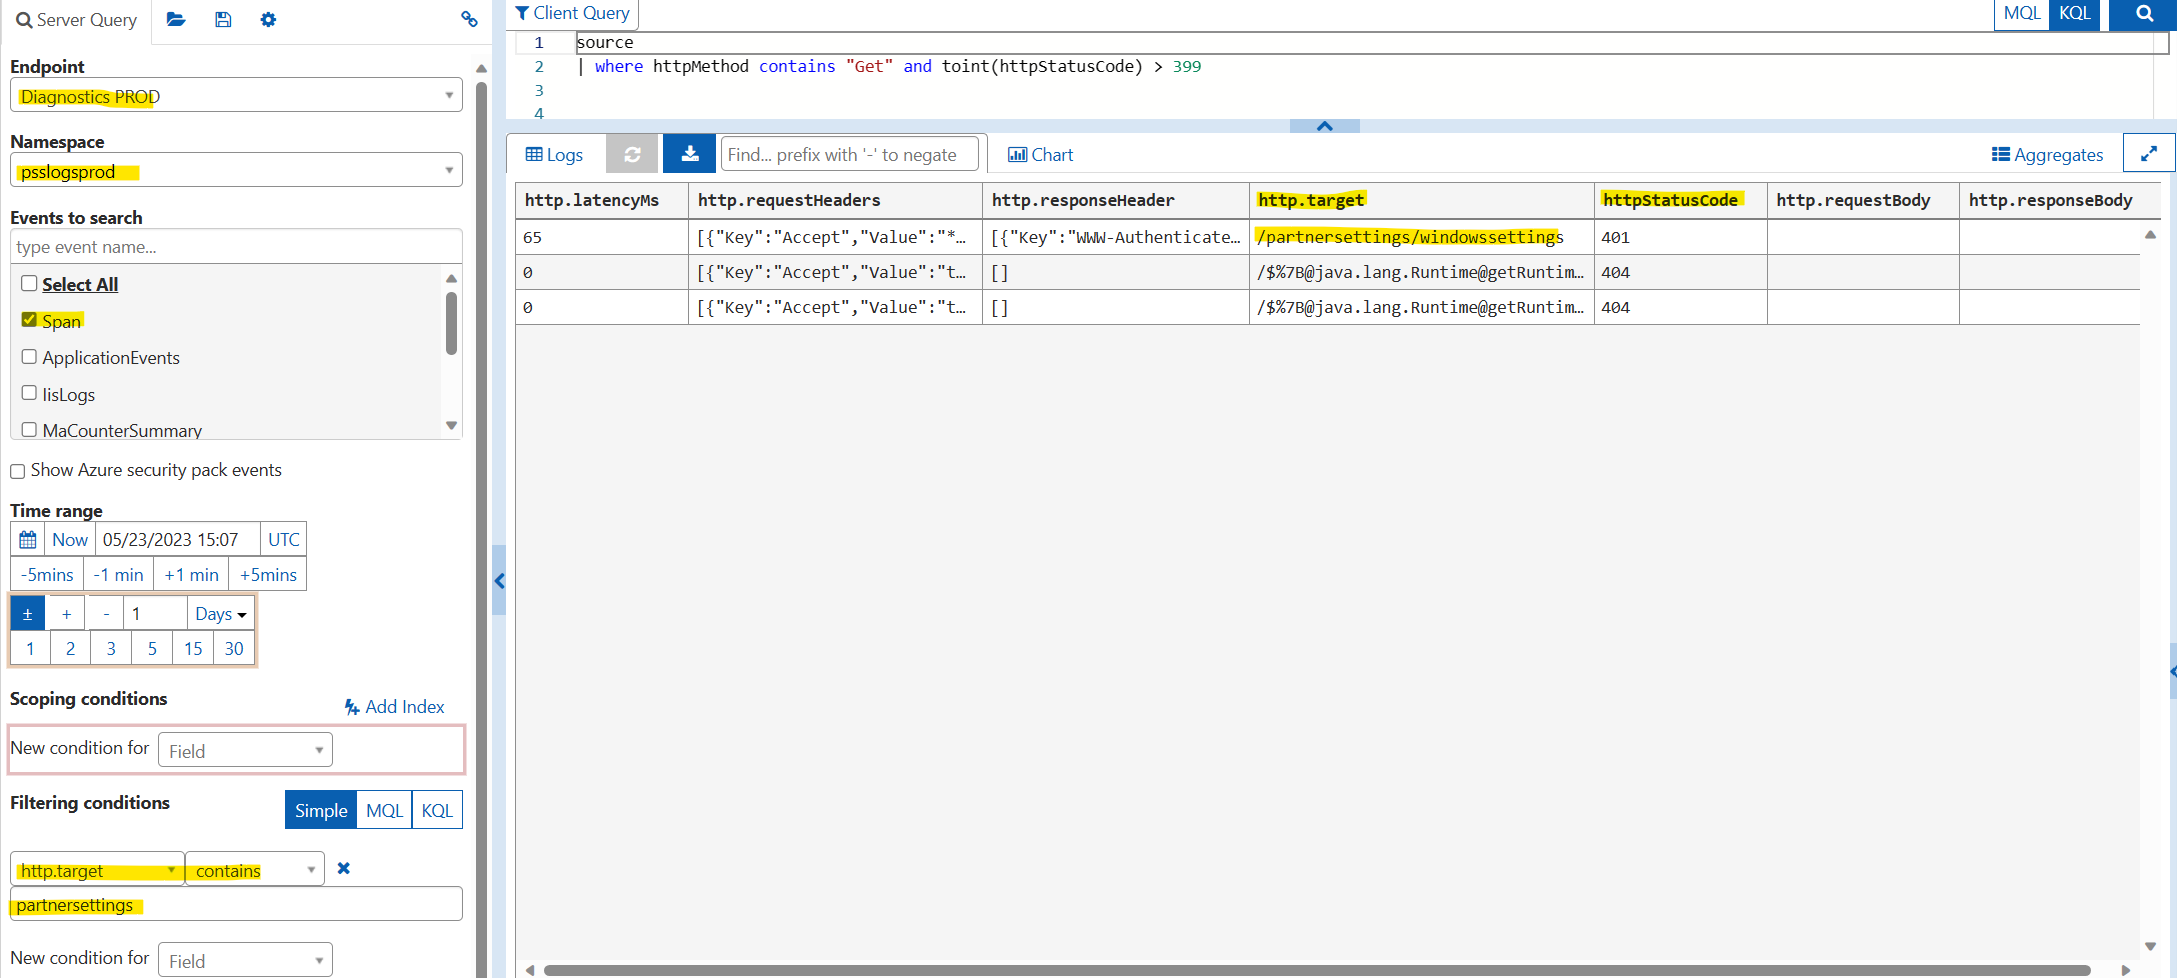 Server Query
Endpoint
Diagnostics PROD
Namespace
psslogsprod
Events to search
type event name...
Select All
Span
ApplicationEvents
IisLogs
MaCounterSummary
Show Azure security pack events
Time range
Now 05/23/2023 15:07 UTC
-5mins -1 min +1 min +5mins
± + - 1 Days
1 2 3 5 15 30
Scoping conditions
Add Index
New condition for Field
Filtering conditions Simple MQL KQL
http.target contains
partnersettings
New condition for Field
Client Query MQL KQL
1 source
2 | where httpMethod contains "Get" and toint(httpStatusCode) > 399
3
4
Logs Find... prefix with '-' to negate Chart Aggregates
http.latencyMs http.requestHeaders http.responseHeader http.target httpStatusCode http.requestBody http.responseBody
65 [{"Key":"Accept","Value":"*… [{"Key":"WWW-Authenticate… /partnersettings/windowssettings 401
0 [{"Key":"Accept","Value":"t… [] /$%7B@java.lang.Runtime@getRuntim… 404
0 [{"Key":"Accept","Value":"t… [] /$%7B@java.lang.Runtime@getRuntim… 404